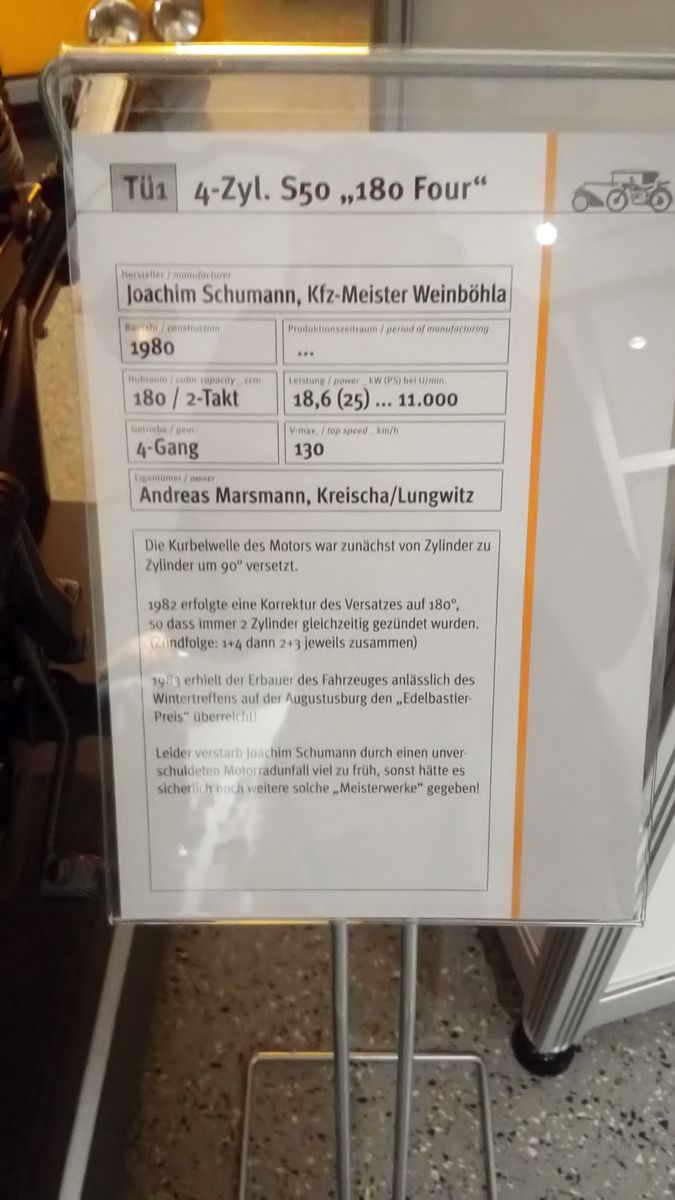 Tü1 4-Zyl. S50 „180 Four“
Hersteller / manufacturer
Joachim Schumann, Kfz-Meister Weinböhla
Baujahr / construction
1980
Produktionszeitraum / period of manufacturing
...
Hubraum / cubic capacity _ ccm
180 / 2-Takt
Leistung / power _ kW (PS) bei U/min.
18,6 (25) ... 11.000
Getriebe / gear
4-Gang
V-max. / top speed _ km/h
130
Eigentümer / owner
Andreas Marsmann, Kreischa/Lungwitz
Die Kurbelwelle des Motors war zunächst von Zylinder zu
Zylinder um 90° versetzt.
1982 erfolgte eine Korrektur des Versatzes auf 180°,
so dass immer 2 Zylinder gleichzeitig gezündet wurden.
(Zündfolge: 1+4 dann 2+3 jeweils zusammen)
1983 erhielt der Erbauer des Fahrzeuges anlässlich des
Wintertreffens auf der Augustusburg den „Edelbastler-
Preis“ überreicht!
Leider verstarb Joachim Schumann durch einen unver-
schuldeten Motorradunfall viel zu früh, sonst hätte es
sicherlich noch weitere solche „Meisterwerke“ gegeben!